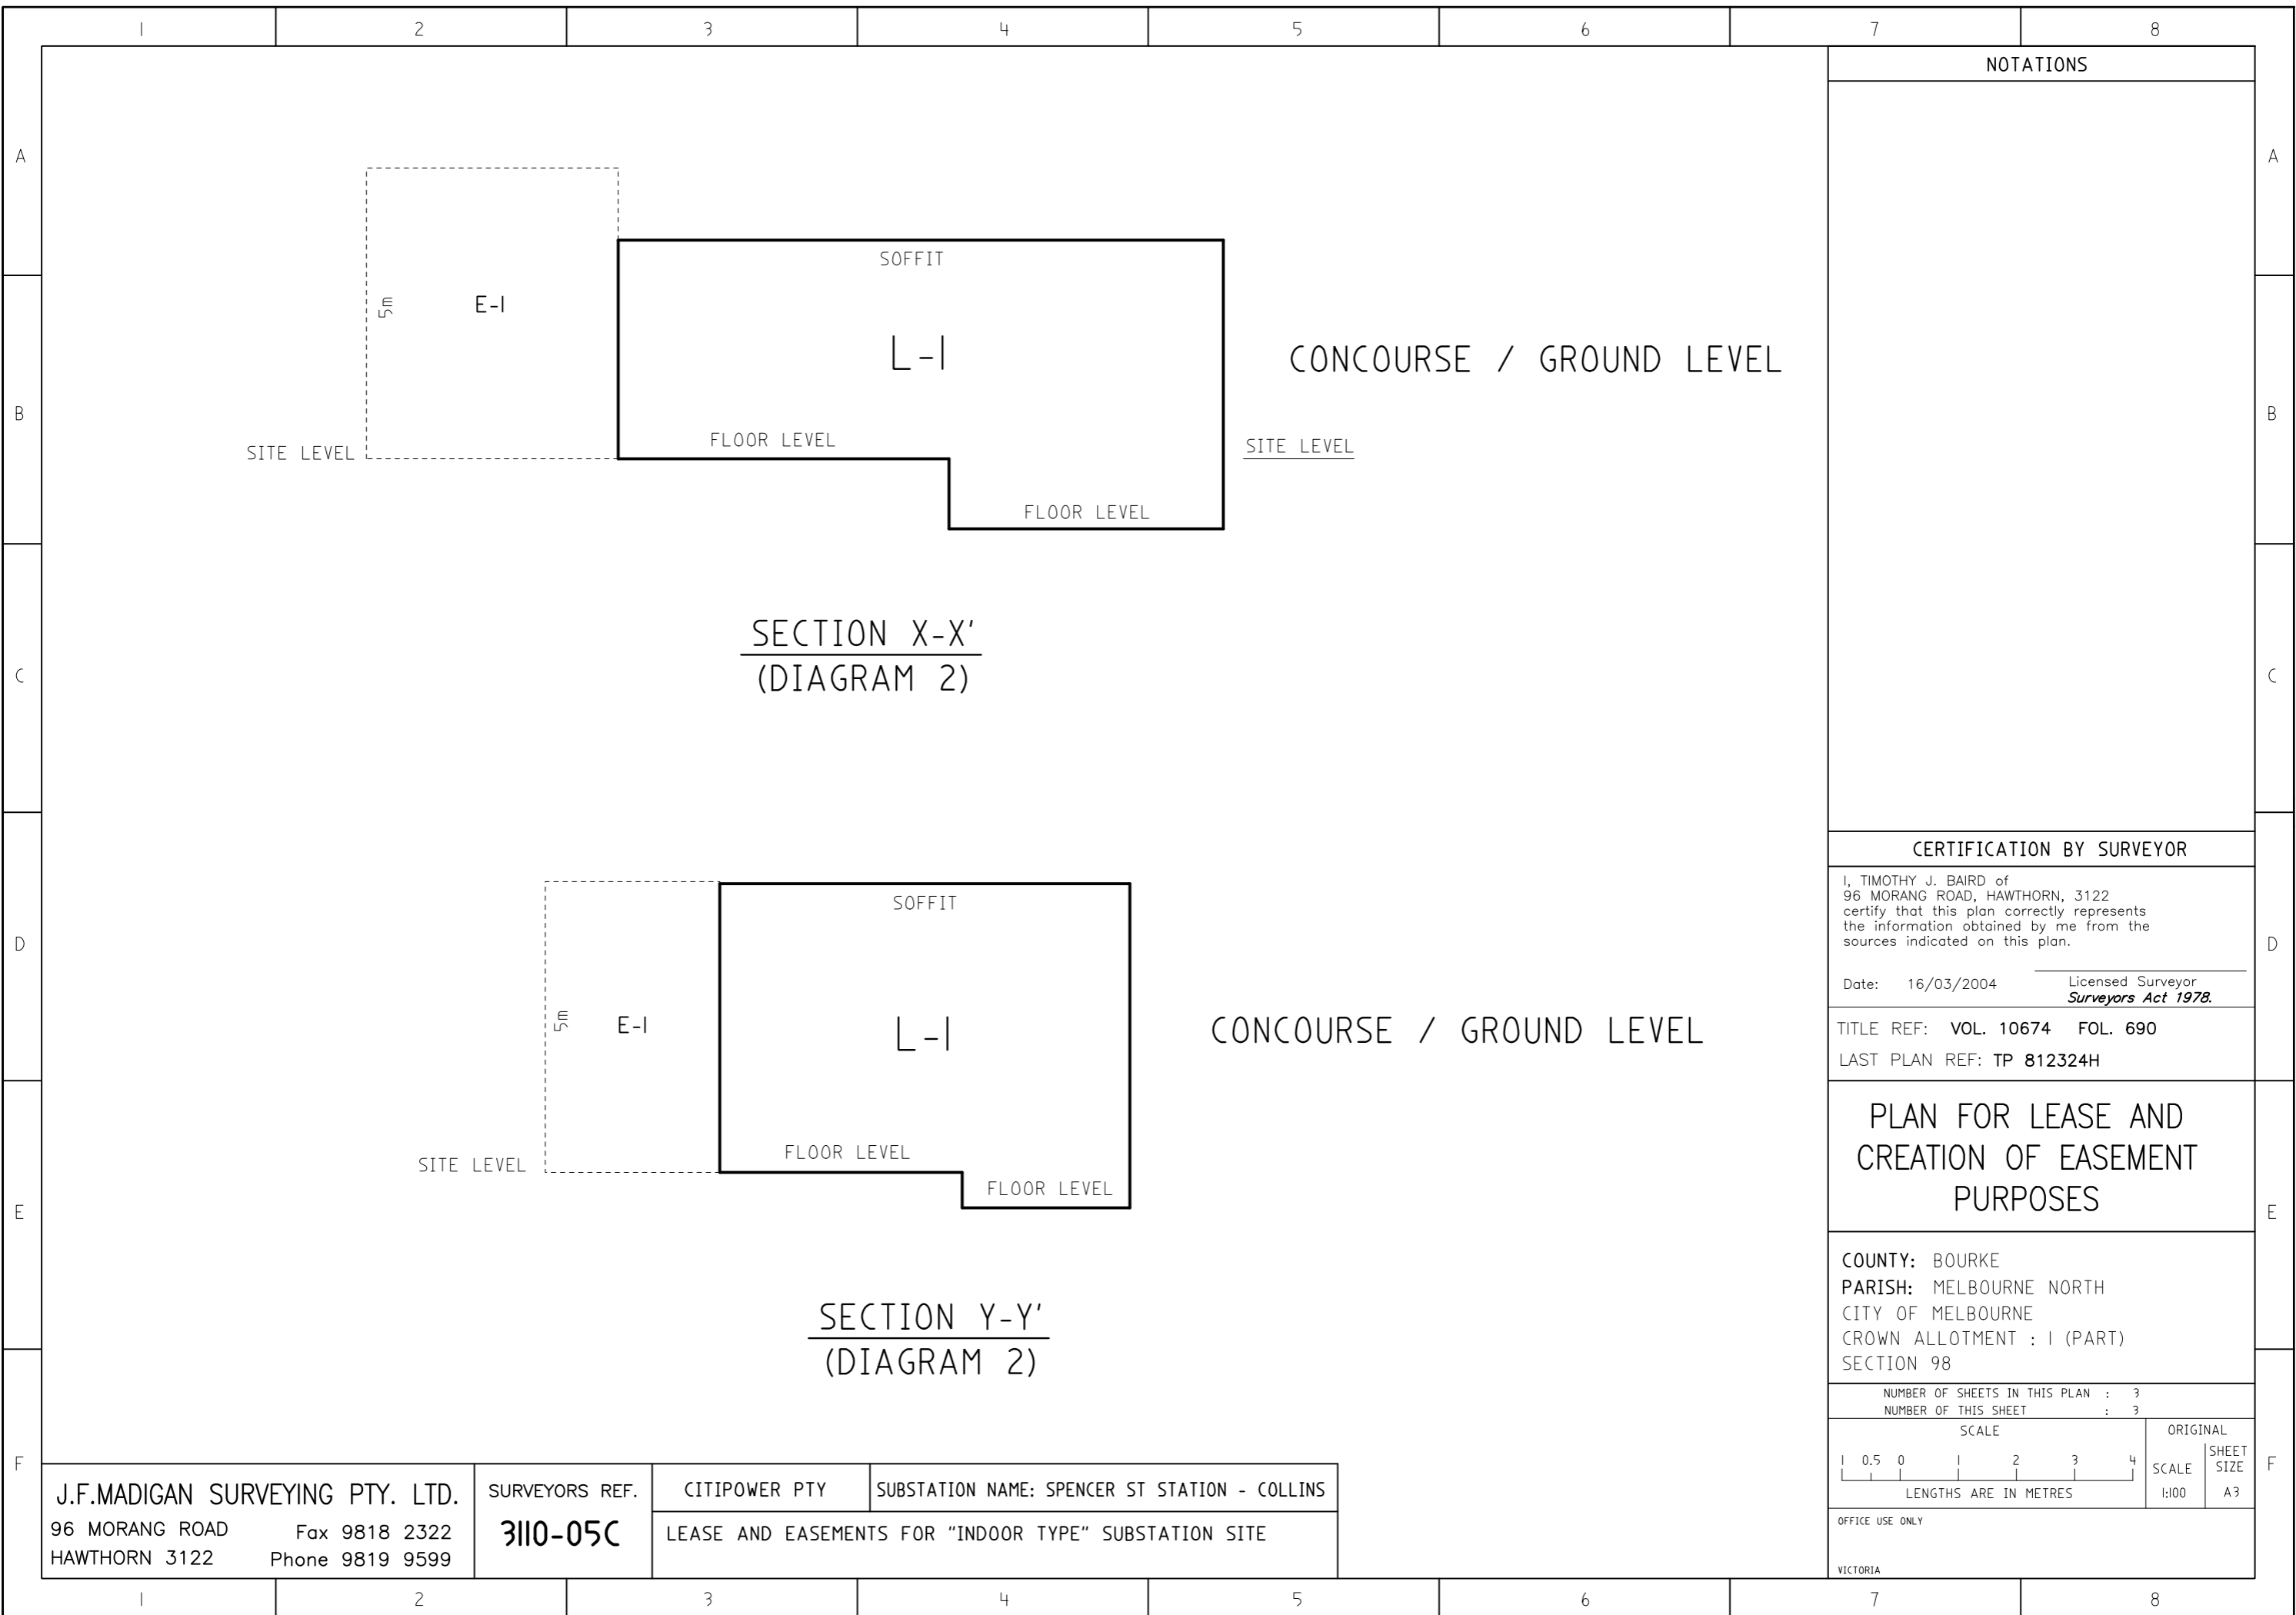 1 2 3 4 5 6 7 8
NOTATIONS
A A
SOFFIT
5m E-1
L-1
CONCOURSE / GROUND LEVEL
B B
FLOOR LEVEL
SITE LEVEL
SITE LEVEL
FLOOR LEVEL
SECTION X-X'
(DIAGRAM 2)
C C
CERTIFICATION BY SURVEYOR
I, TIMOTHY J. BAIRD of
96 MORANG ROAD, HAWTHORN, 3122
certify that this plan correctly represents
the information obtained by me from the
sources indicated on this plan.
Date: 16/03/2004
Licensed Surveyor
Surveyors Act 1978.
SOFFIT
D D
5m E-1
L-1
CONCOURSE / GROUND LEVEL
FLOOR LEVEL
SITE LEVEL
FLOOR LEVEL
TITLE REF: VOL. 10674 FOL. 690
LAST PLAN REF: TP 812324H
PLAN FOR LEASE AND
CREATION OF EASEMENT
PURPOSES
E E
SECTION Y-Y'
(DIAGRAM 2)
COUNTY: BOURKE
PARISH: MELBOURNE NORTH
CITY OF MELBOURNE
CROWN ALLOTMENT : 1 (PART)
SECTION 98
NUMBER OF SHEETS IN THIS PLAN : 3
NUMBER OF THIS SHEET : 3
SCALE
1 0.5 0 1 2 3 4
LENGTHS ARE IN METRES
ORIGINAL
SCALE
1:100
SHEET
SIZE
A3
OFFICE USE ONLY
VICTORIA
F F
J.F.MADIGAN SURVEYING PTY. LTD.
96 MORANG ROAD Fax 9818 2322
HAWTHORN 3122 Phone 9819 9599
SURVEYORS REF.
3110-05C
CITIPOWER PTY
SUBSTATION NAME: SPENCER ST STATION - COLLINS
LEASE AND EASEMENTS FOR "INDOOR TYPE" SUBSTATION SITE
1 2 3 4 5 6 7 8